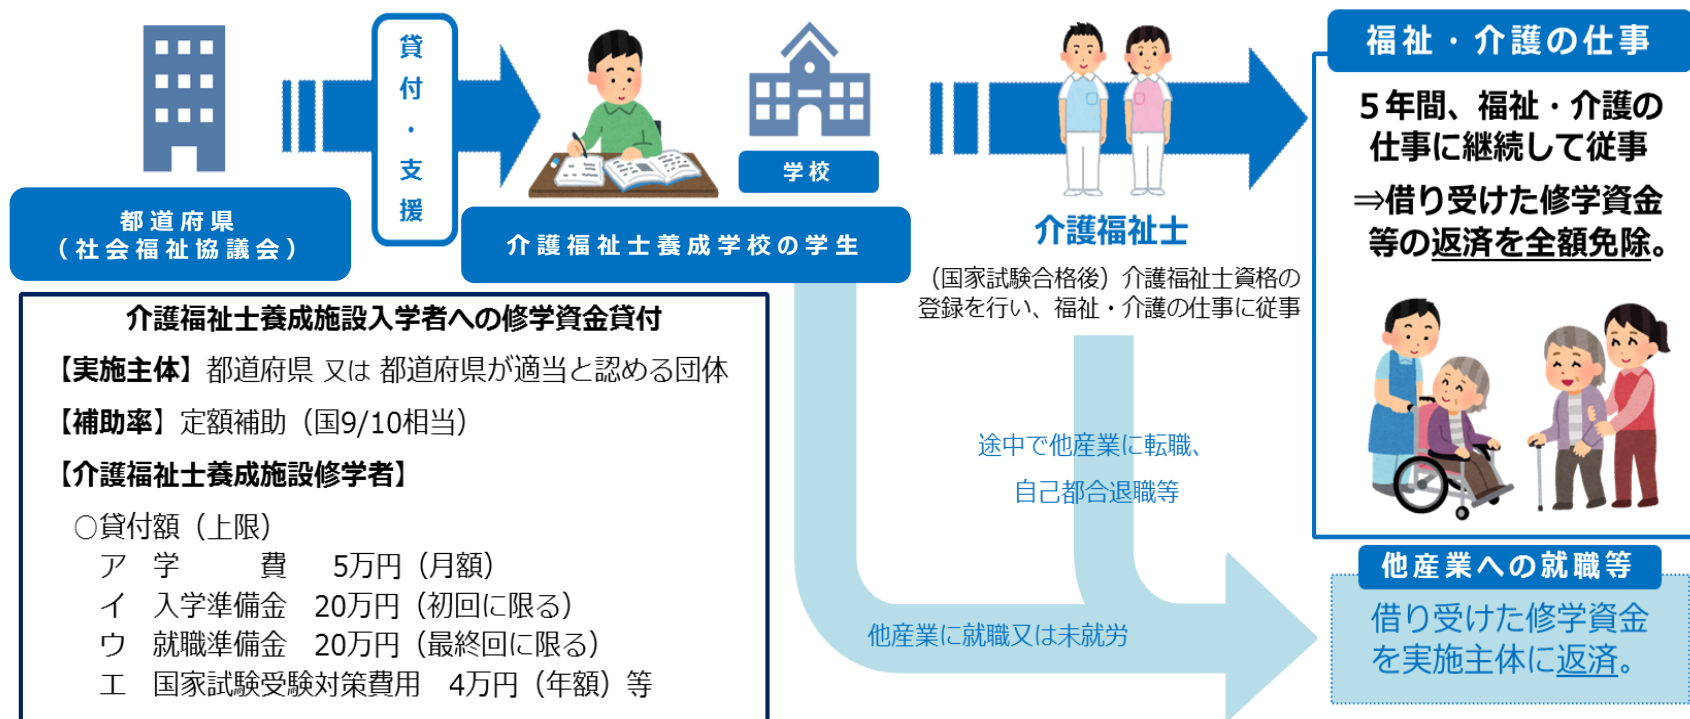 貸付・支援
学校
都道府県
（社会福祉協議会）
介護福祉士養成学校の学生
介護福祉士
（国家試験合格後）介護福祉士資格の
登録を行い、福祉・介護の仕事に従事
福祉・介護の仕事
５年間、福祉・介護の
仕事に継続して従事
⇒借り受けた修学資金
等の返済を全額免除。
介護福祉士養成施設入学者への修学資金貸付
【実施主体】都道府県 又は 都道府県が適当と認める団体
【補助率】定額補助（国9/10相当）
【介護福祉士養成施設修学者】
○貸付額（上限）
ア　学　　　費　　5万円（月額）
イ　入学準備金　20万円（初回に限る）
ウ　就職準備金　20万円（最終回に限る）
エ　国家試験受験対策費用　4万円（年額）等
途中で他産業に転職、
自己都合退職等
他産業に就職又は未就労
他産業への就職等
借り受けた修学資金
を実施主体に返済。